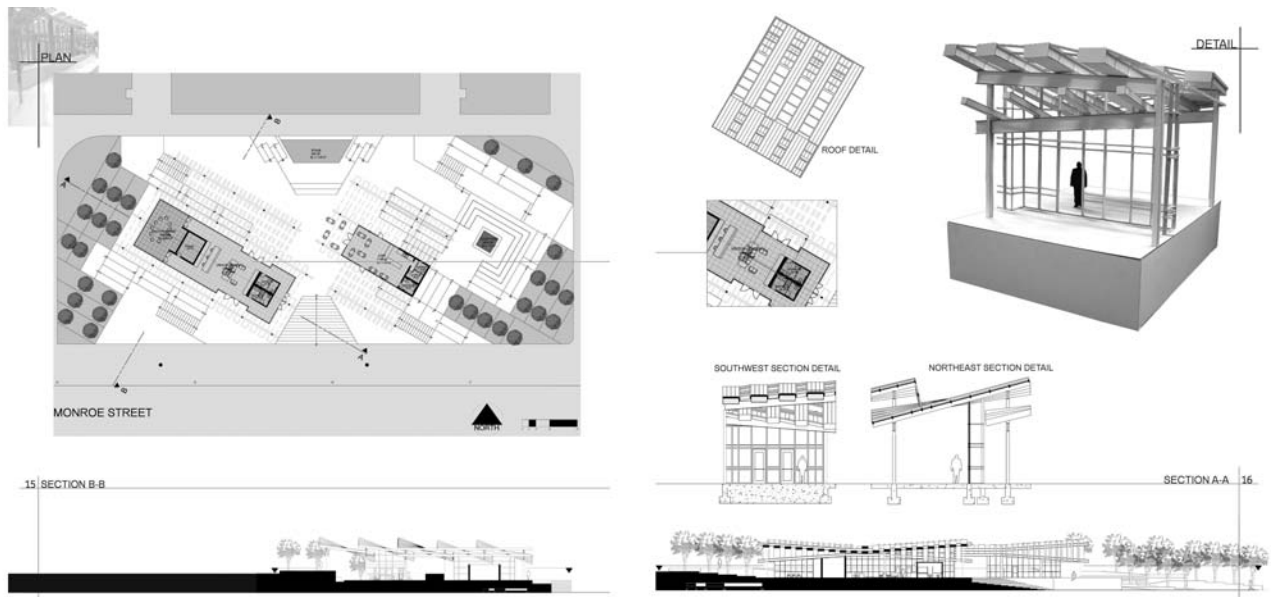 PLAN
B
A
A
B
MONROE STREET
NORTH
15 SECTION B-B
DETAIL
ROOF DETAIL
SOUTHWEST SECTION DETAIL
NORTHEAST SECTION DETAIL
SECTION A-A 16